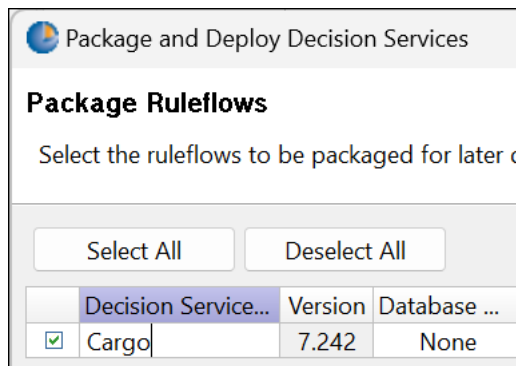 Package and Deploy Decision Services
Package Ruleflows
Select the ruleflows to be packaged for later
Select All Deselect All
Decision Service... Version Database ...
Cargo 7.242 None